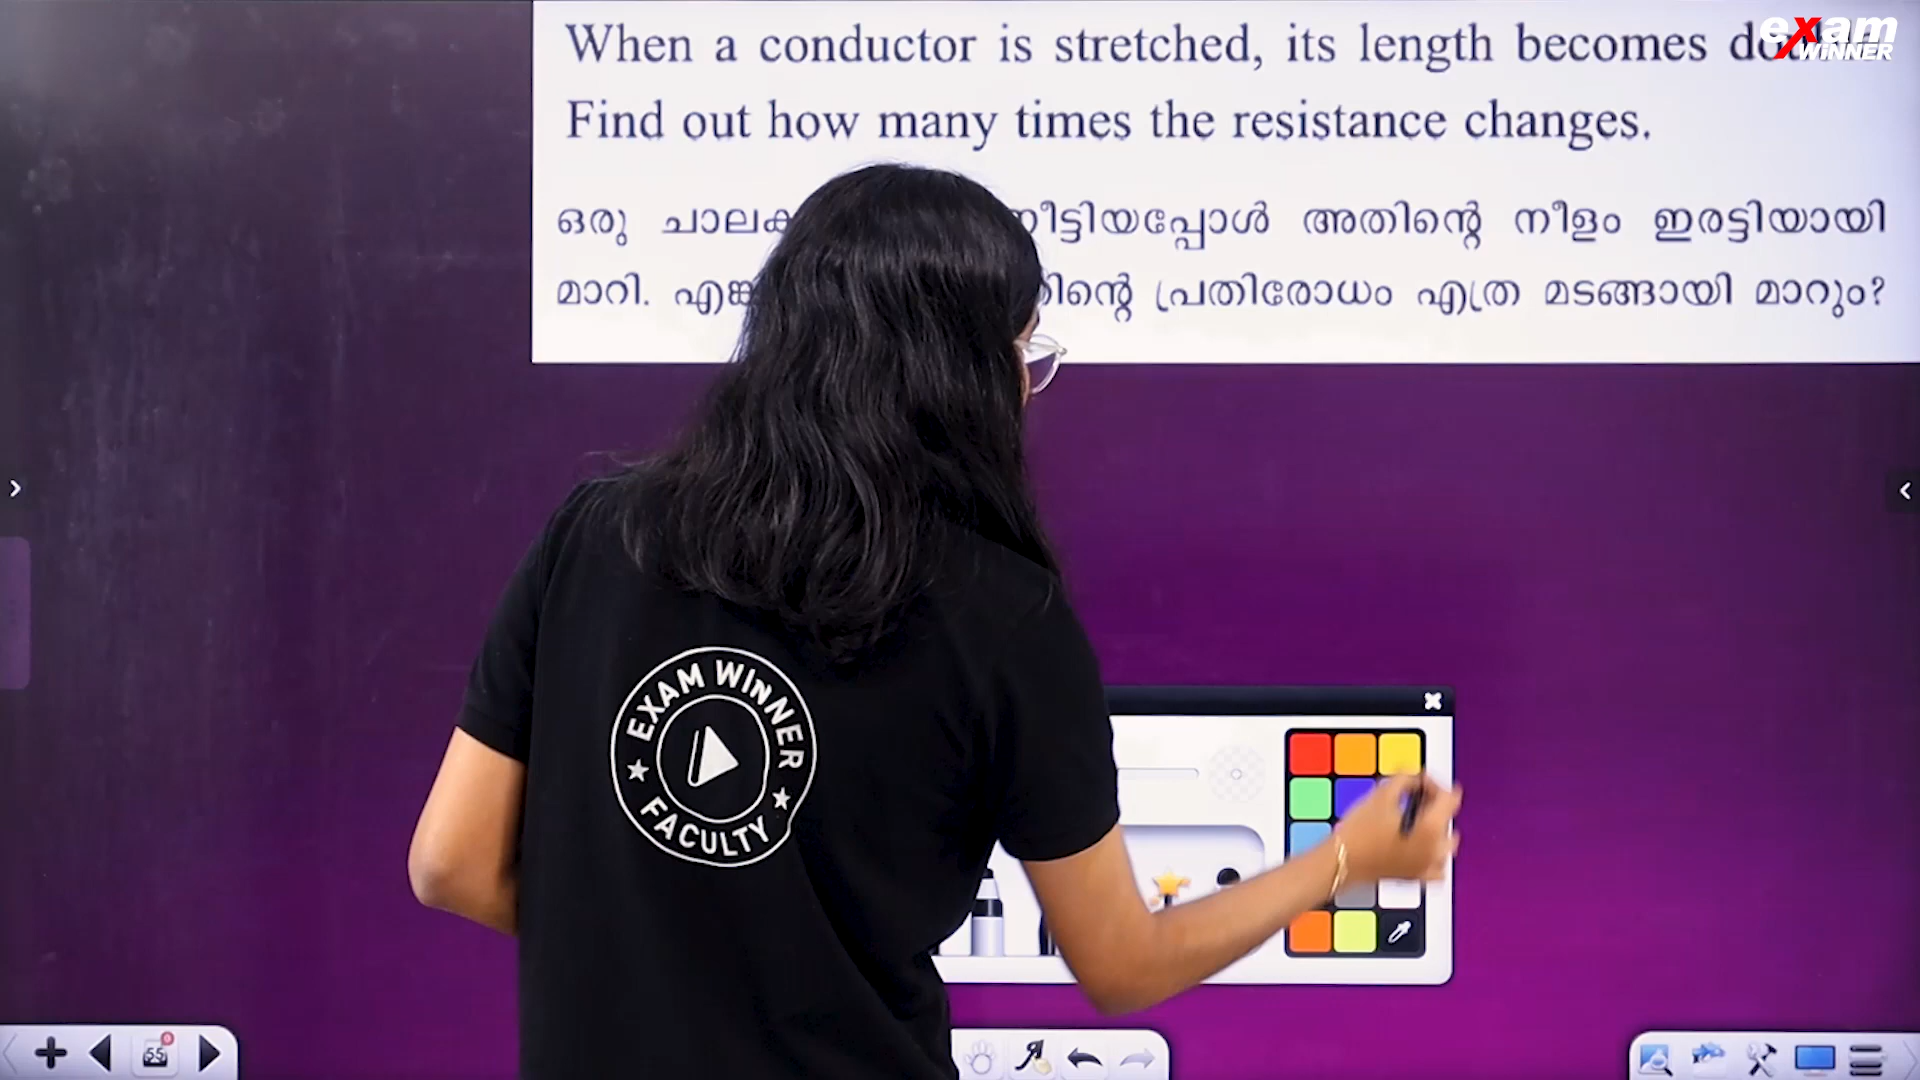 When a conductor is stretched, its length becomes
Find out how many times the resistance changes.
ഒരു നീട്ടിയപ്പോൾ അതിന്റെ നീളം ഇരട്ടിയായി
മാറി. പ്രതിരോധം എത്ര മടങ്ങായി മാറും?
exam
WINNER
EXAM WINNER
FACULTY
55